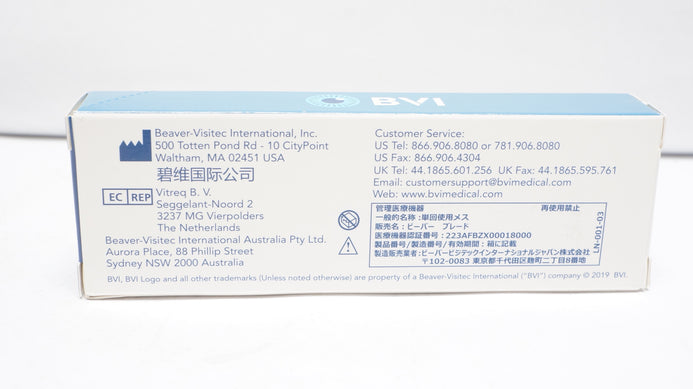 BVI
Beaver-Visitec International, Inc.
500 Totten Pond Rd - 10 CityPoint
Waltham, MA 02451 USA
碧维国际公司
EC REP
Vitreq B. V.
Seggelant-Noord 2
3237 MG Vierpolders
The Netherlands
Beaver-Visitec International Australia Pty Ltd.
Aurora Place, 88 Phillip Street
Sydney NSW 2000 Australia
Customer Service:
US Tel: 866.906.8080 or 781.906.8080
US Fax: 866.906.4304
UK Tel: 44.1865.601.256 UK Fax: 44.1865.595.761
Email: customersupport@bvimedical.com
Web: www.bvimedical.com
管理医療機器 再使用禁止
一般的名称:単回使用メス
販売名:ビーバー ブレード
医療機器認証番号:223AFBZX00018000
製品番号/製造番号/有効期間:箱に記載
製造販売業者:ビーバービジテックインターナショナルジャパン株式会社
〒102-0083 東京都千代田区麹町二丁目8番地
LN-001-03
BVI, BVI Logo and all other trademarks (Unless noted otherwise) are property of a Beaver-Visitec International ("BVI") company © 2019 BVI.